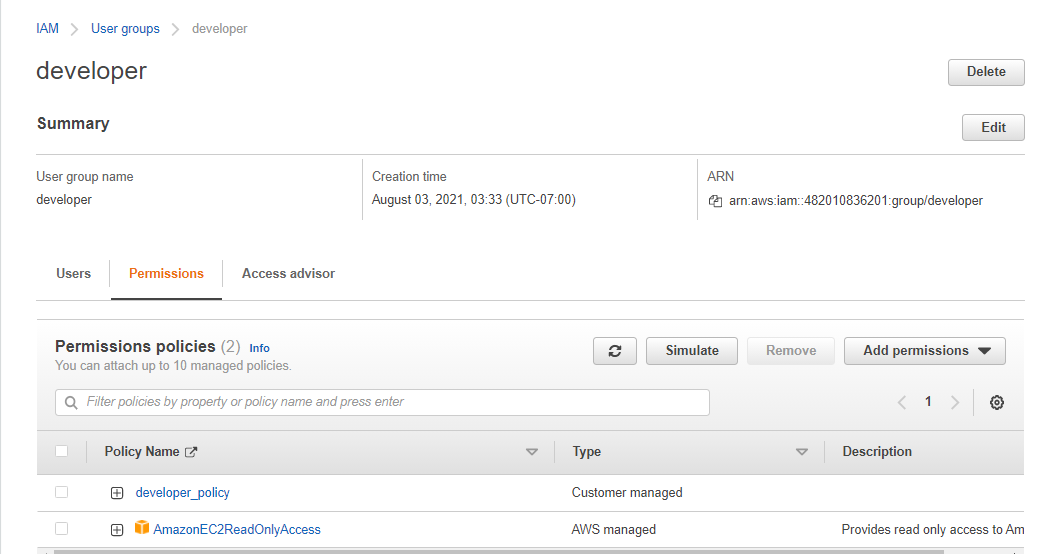 IAM > User groups > developer
developer
Delete
Summary
Edit
User group name
developer
Creation time
August 03, 2021, 03:33 (UTC-07:00)
ARN
arn:aws:iam::482010836201:group/developer
Users Permissions Access advisor
Permissions policies (2) Info
You can attach up to 10 managed policies.
Simulate Remove Add permissions
Filter policies by property or policy name and press enter
1
Policy Name Type Description
developer_policy Customer managed
AmazonEC2ReadOnlyAccess AWS managed Provides read only access to Am